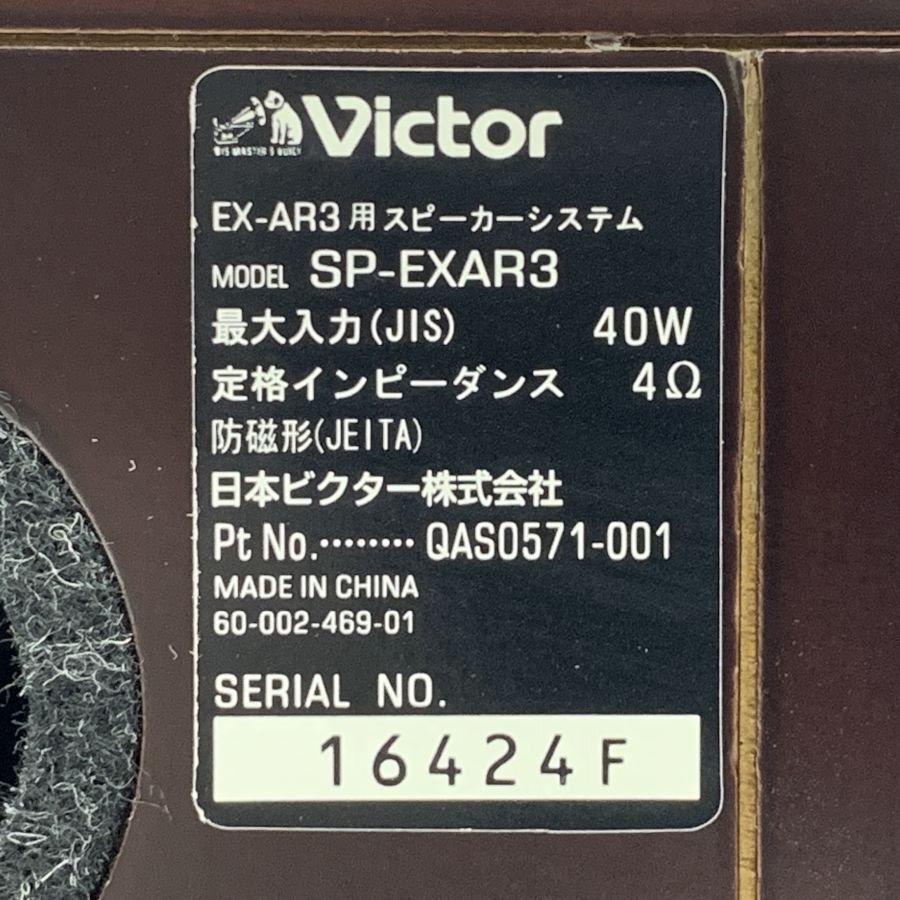 HIS MASTER'S VOICE
Victor
EX-AR3用スピーカーシステム
MODEL SP-EXAR3
最大入力(JIS) 40W
定格インピーダンス 4Ω
防磁形(JEITA)
日本ビクター株式会社
Pt No.········ QAS0571-001
MADE IN CHINA
60-002-469-01
SERIAL NO.
16424F